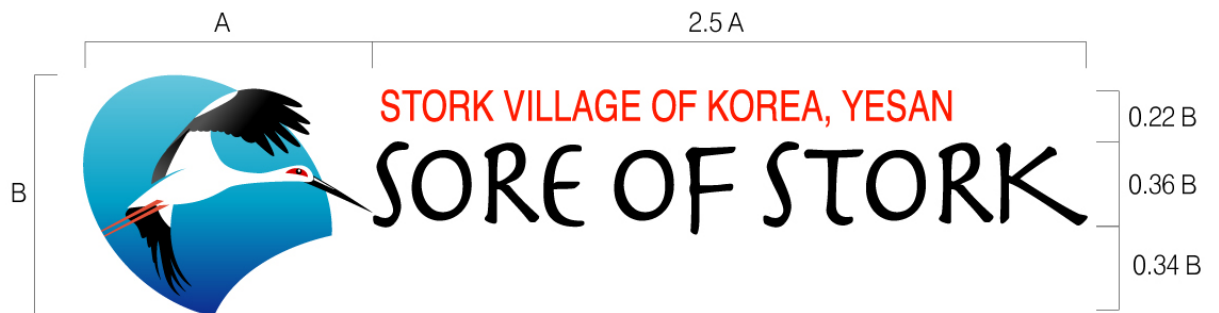 A 2.5 A
B
STORK VILLAGE OF KOREA, YESAN
SORE OF STORK
0.22 B
0.36 B
0.34 B